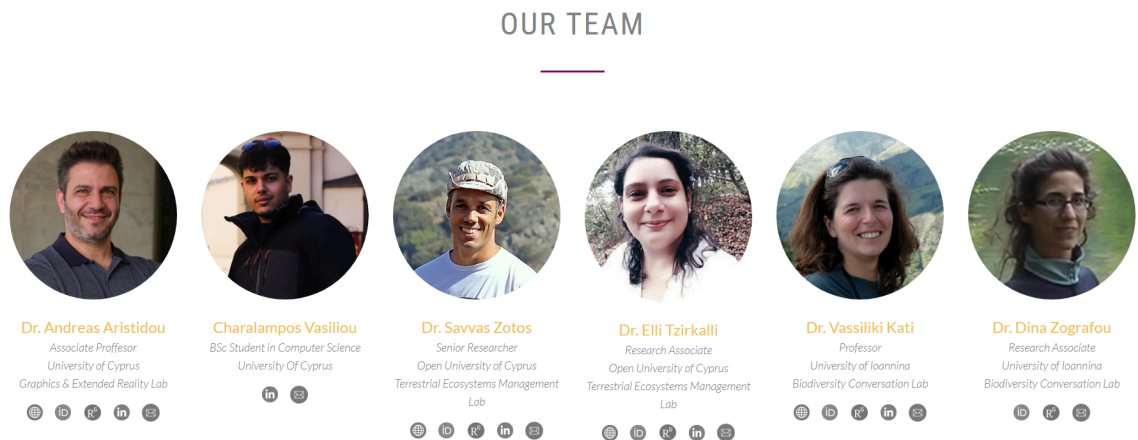 OUR TEAM
Dr. Andreas Aristidou
Associate Proffesor
University of Cyprus
Graphics & Extended Reality Lab
Charalampos Vasiliou
BSc Student in Computer Science
University Of Cyprus
Dr. Savvas Zotos
Senior Researcher
Open University of Cyprus
Terrestrial Ecosystems Management
Lab
Dr. Elli Tzirkalli
Research Associate
Open University of Cyprus
Terrestrial Ecosystems Management
Lab
Dr. Vassiliki Kati
Professor
University of Ioannina
Biodiversity Conversation Lab
Dr. Dina Zografou
Research Associate
University of Ioannina
Biodiversity Conversation Lab